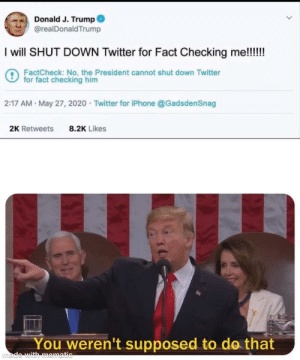 Donald J. Trump
@realDonaldTrump
I will SHUT DOWN Twitter for Fact Checking me!!!!!!
FactCheck: No, the President cannot shut down Twitter
for fact checking him
2:17 AM · May 27, 2020 · Twitter for iPhone @GadsdenSnag
2K Retweets 8.2K Likes
You weren't supposed to do that
made with mematic